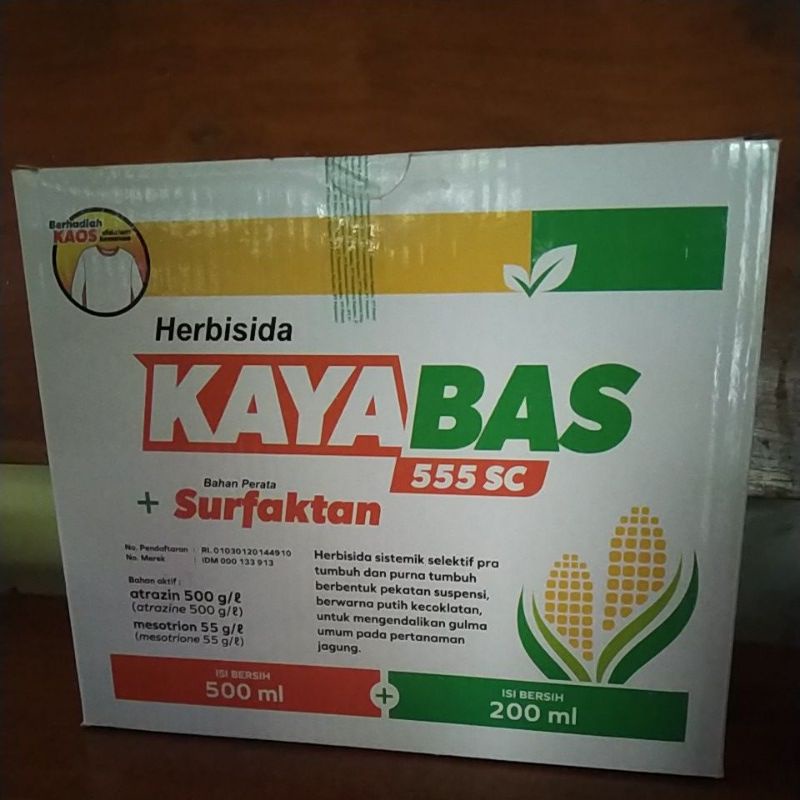 Berhadiah
KAOS
didalam
kemasan
Herbisida
KAYABAS
555 SC
Bahan Perata
+ Surfaktan
No. Pendaftaran : RI. 01030120144910
No. Merek : IDM 000 133 913
Bahan aktif :
atrazin 500 g/ℓ
(atrazine 500 g/ℓ)
mesotrion 55 g/ℓ
(mesotrione 55 g/ℓ)
Herbisida sistemik selektif pra
tumbuh dan purna tumbuh
berbentuk pekatan suspensi,
berwarna putih kecoklatan,
untuk mengendalikan gulma
umum pada pertanaman
jagung.
ISI BERSIH
500 ml
+
ISI BERSIH
200 ml